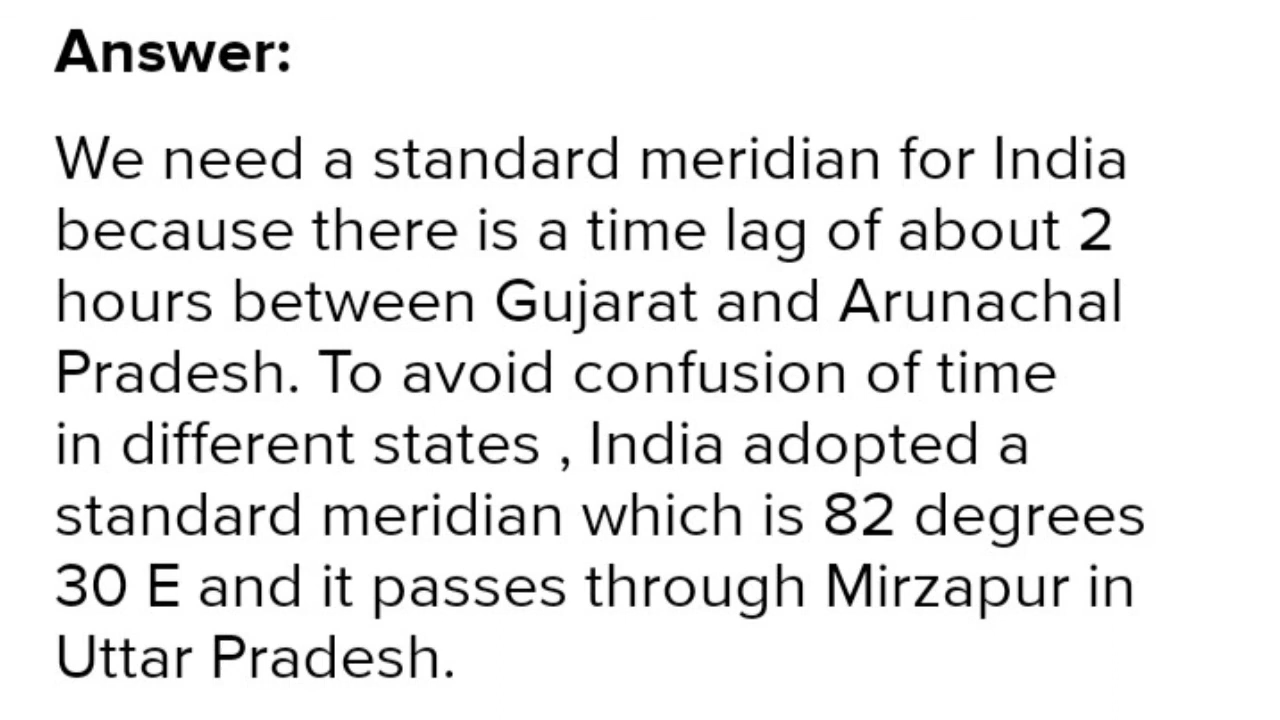 Answer:
We need a standard meridian for India
because there is a time lag of about 2
hours between Gujarat and Arunachal
Pradesh. To avoid confusion of time
in different states , India adopted a
standard meridian which is 82 degrees
30 E and it passes through Mirzapur in
Uttar Pradesh.